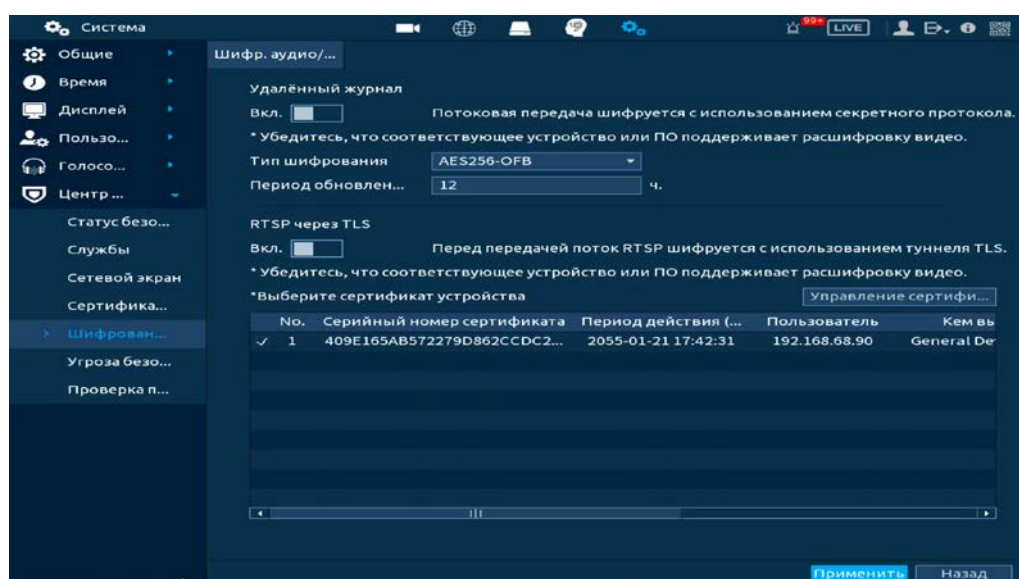 Система
99+ LIVE
Общие
Время
Дисплей
Пользо...
Голосо...
Центр ...
Статус безо...
Службы
Сетевой экран
Сертифика...
Шифрован...
Угроза безо...
Проверка п...
Шифр. аудио/...
Удалённый журнал
Вкл. Потоковая передача шифруется с использованием секретного протокола.
* Убедитесь, что соответствующее устройство или ПО поддерживает расшифровку видео.
Тип шифрования AES256-OFB
Период обновлен... 12 ч.
RTSP через TLS
Вкл. Перед передачей поток RTSP шифруется с использованием туннеля TLS.
* Убедитесь, что соответствующее устройство или ПО поддерживает расшифровку видео.
*Выберите сертификат устройства Управление сертифи...
No. Серийный номер сертификата Период действия (... Пользователь Кем вы
1 409E165AB572279D862CCDC2... 2055-01-21 17:42:31 192.168.68.90 General De
Применить Назад